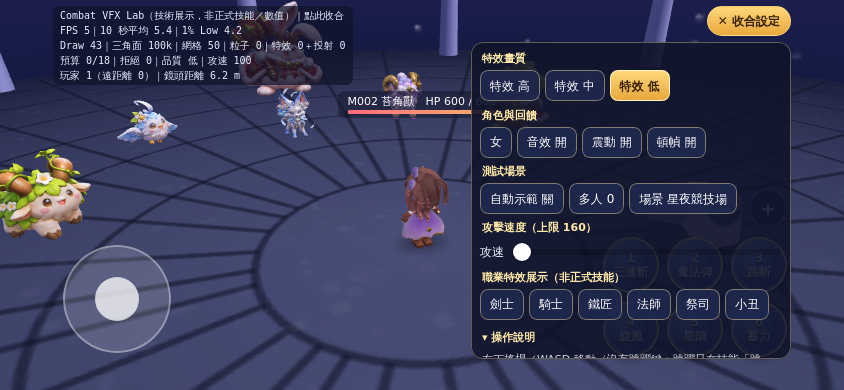 Combat VFX Lab（技術展示，非正式技能／數值）｜點此收合
FPS 5｜10 秒平均 5.4｜1% Low 4.2
Draw 43｜三角面 100k｜網格 50｜粒子 0｜特效 0＋投射 0
預算 0/18｜拒絕 0｜品質 低｜攻速 100
玩家 1（遠距離 0）｜鏡頭距離 6.2 m
✕ 收合設定
M002 苔角獸 HP 600 /
特效畫質
特效 高
特效 中
特效 低
角色與回饋
女
音效 開
震動 開
頓幀 開
測試場景
自動示範 關
多人 0
場景 星夜競技場
+
攻擊速度（上限 160）
攻速
1
2 魔法彈
3 跳斬
職業特效展示（非正式技能）
劍士
騎士
鐵匠
法師
祭司
小丑
旋風
星隕
蓄力
▾ 操作說明